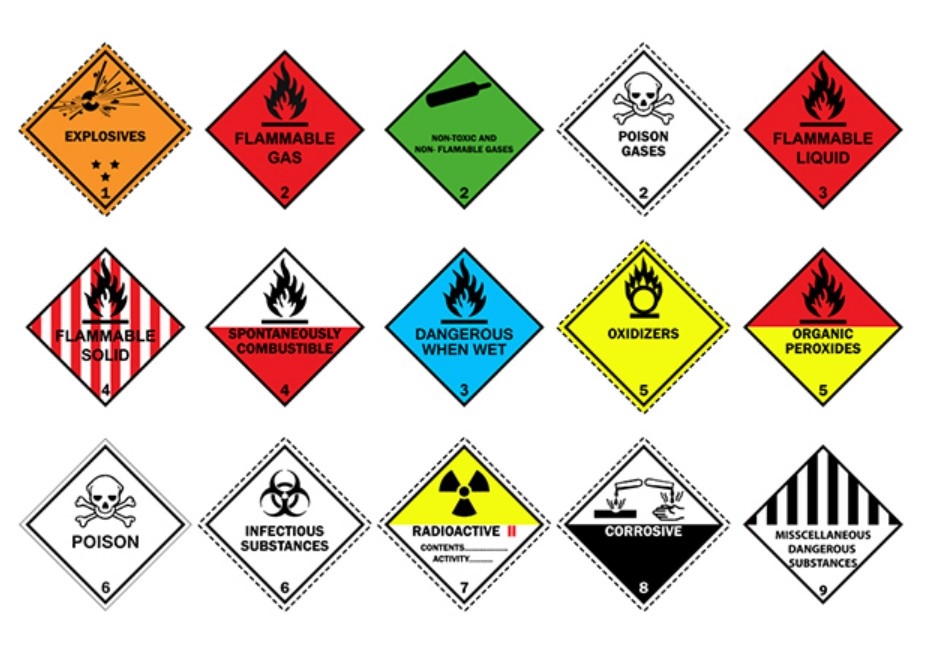 EXPLOSIVES
1
FLAMMABLE
GAS
2
NON-TOXIC AND
NON- FLAMABLE GASES
2
POISON
GASES
2
FLAMMABLE
LIQUID
3
FLAMMABLE
SOLID
4
SPONTANEOUSLY
COMBUSTIBLE
4
DANGEROUS
WHEN WET
3
OXIDIZERS
5
ORGANIC
PEROXIDES
5
POISON
6
INFECTIOUS
SUBSTANCES
6
RADIOACTIVE II
CONTENTS..............
ACTIVITY........
7
CORROSIVE
8
MISSCELLANEOUS
DANGEROUS
SUBSTANCES
9